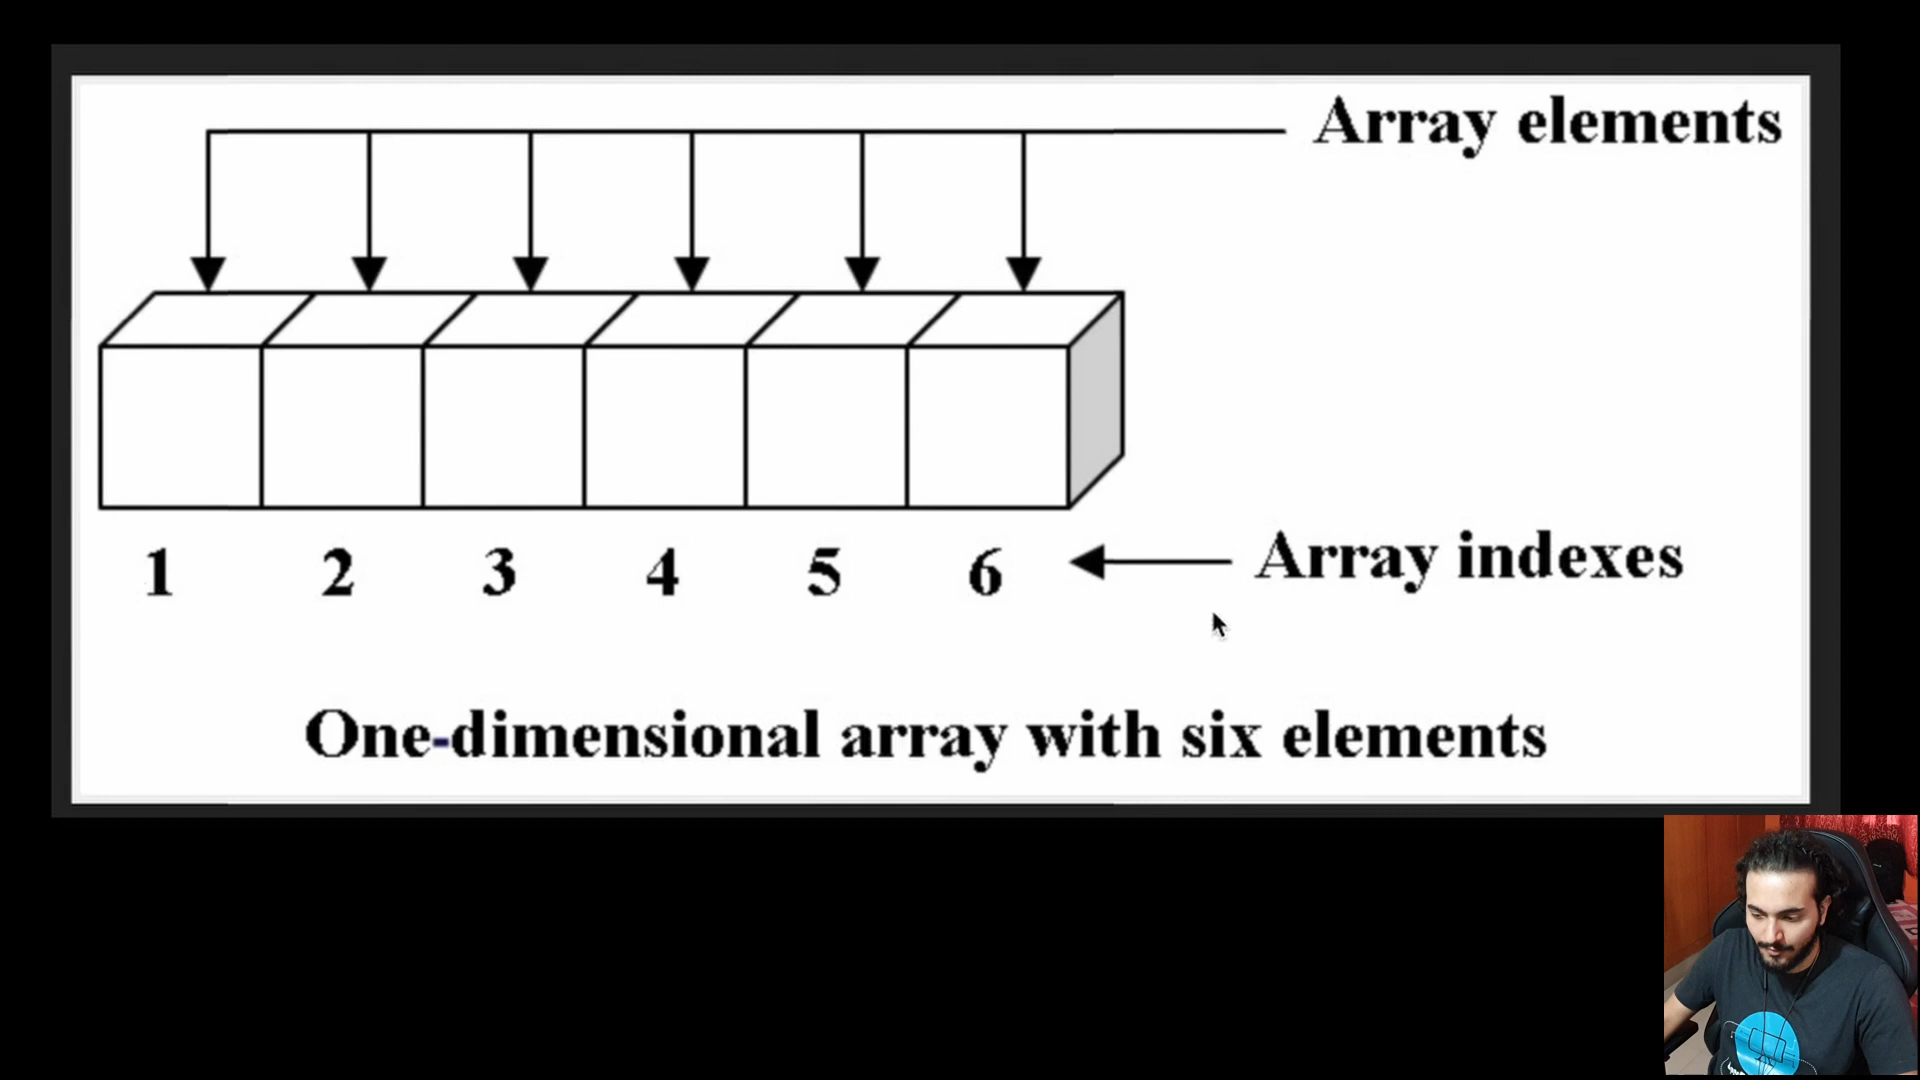 Array elements
1 2 3 4 5 6
Array indexes
One-dimensional array with six elements